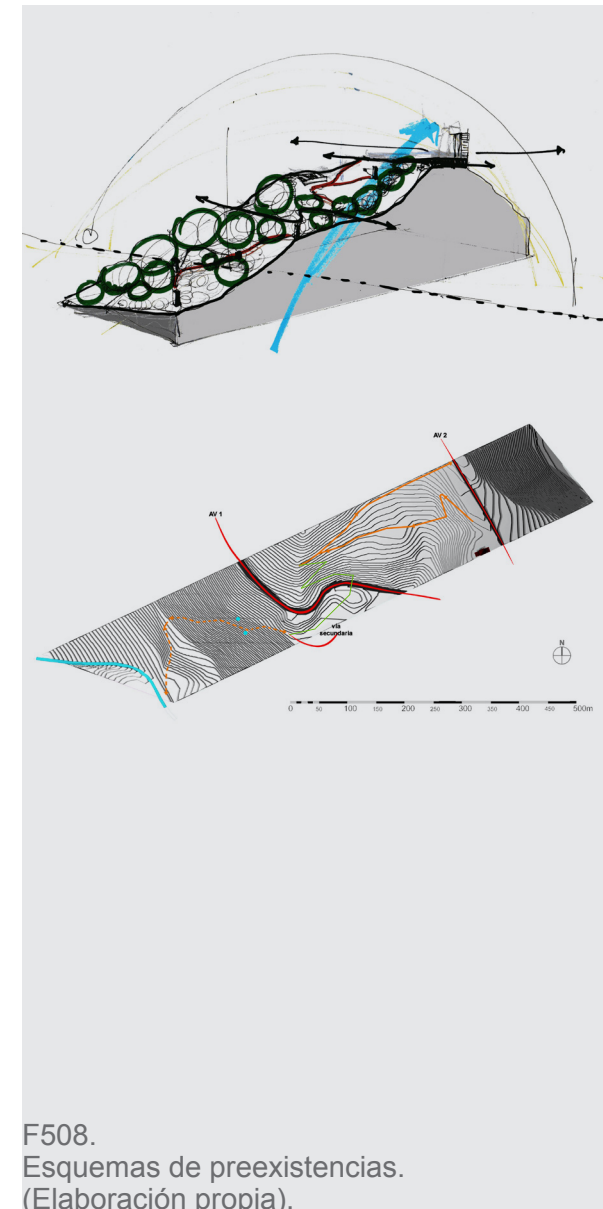 AV 2
AV 1
vía
secundaria
N
0 50 100 150 200 250 300 350 400 450 500m
F508.
Esquemas de preexistencias.
(Elaboración propia).